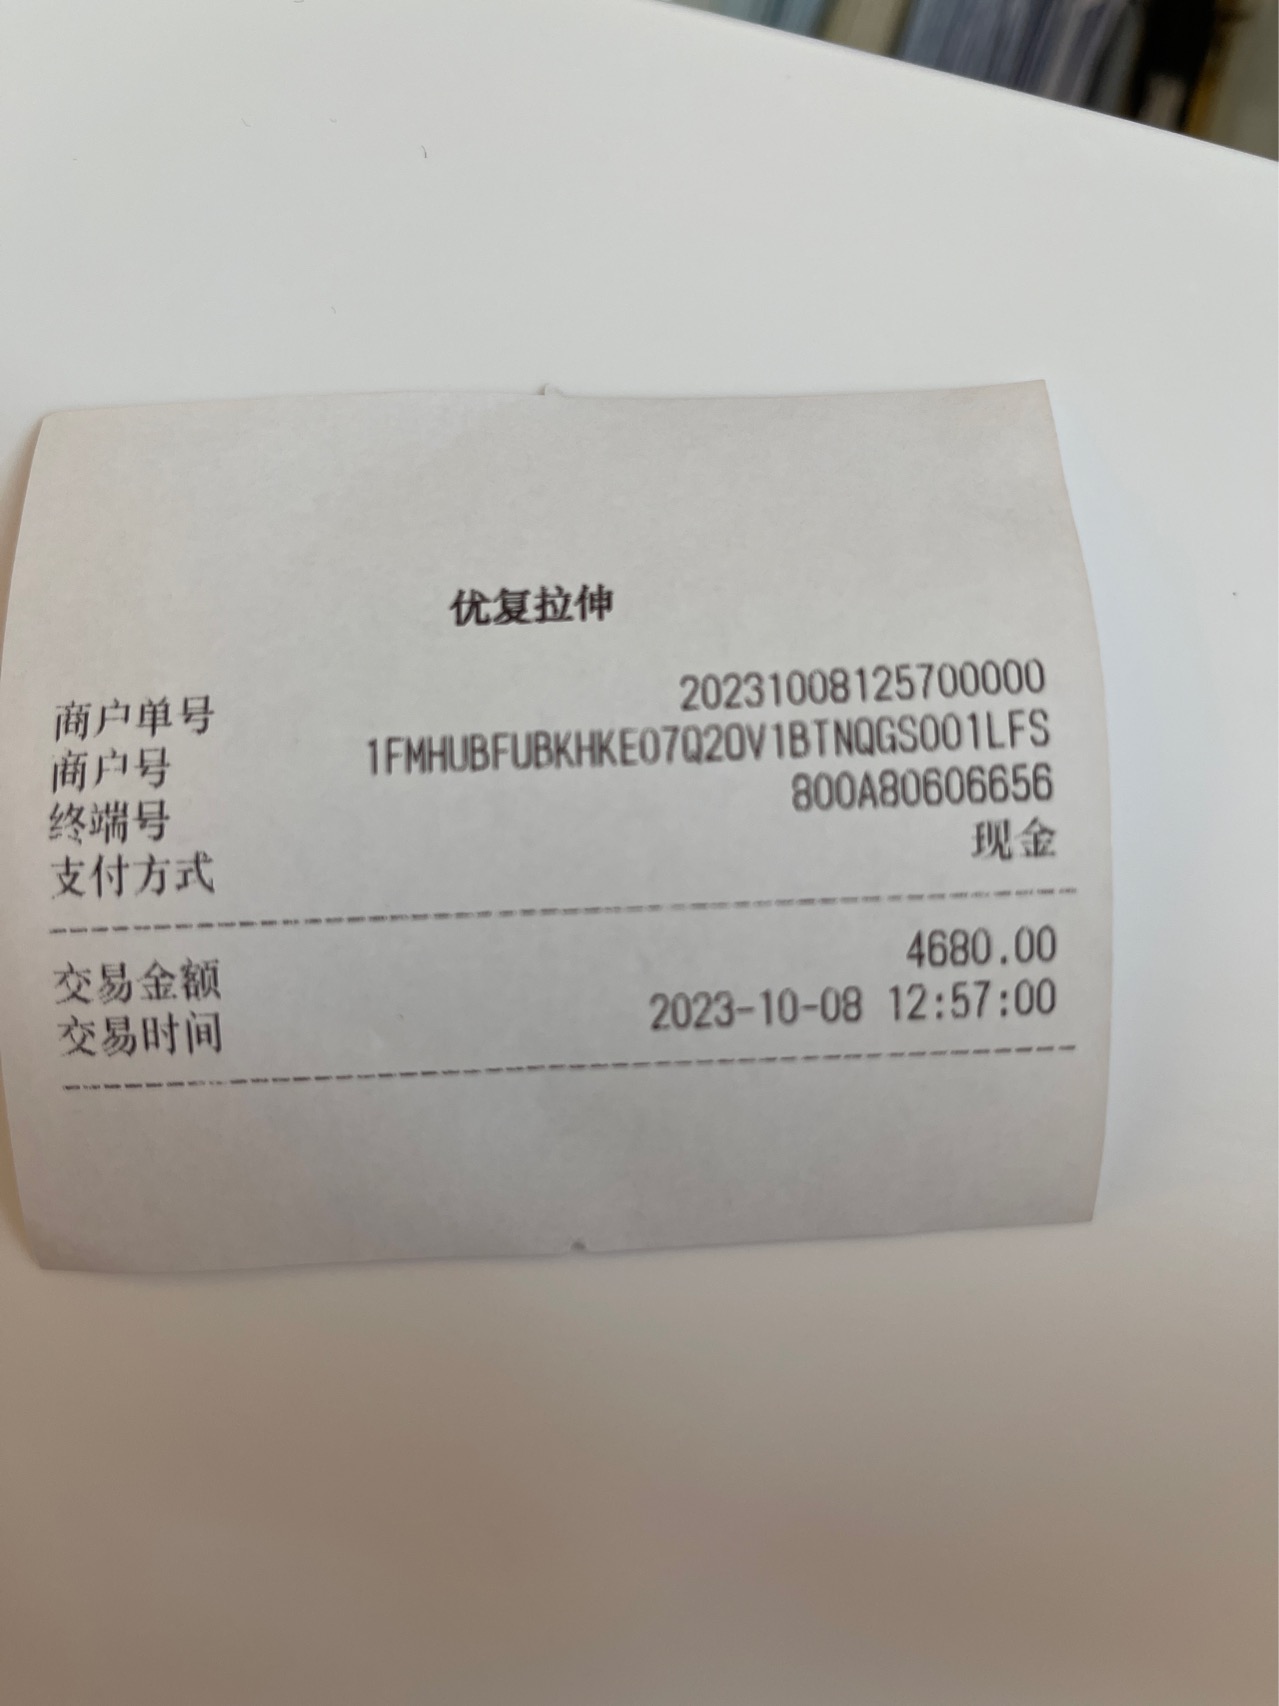 优复拉伸
商户单号 20231008125700000
商户号 1FMHUBFUBKHKE07Q20V1BTNQGS001LFS
终端号 800A80606656
支付方式 现金
交易金额 4680.00
交易时间 2023-10-08 12:57:00